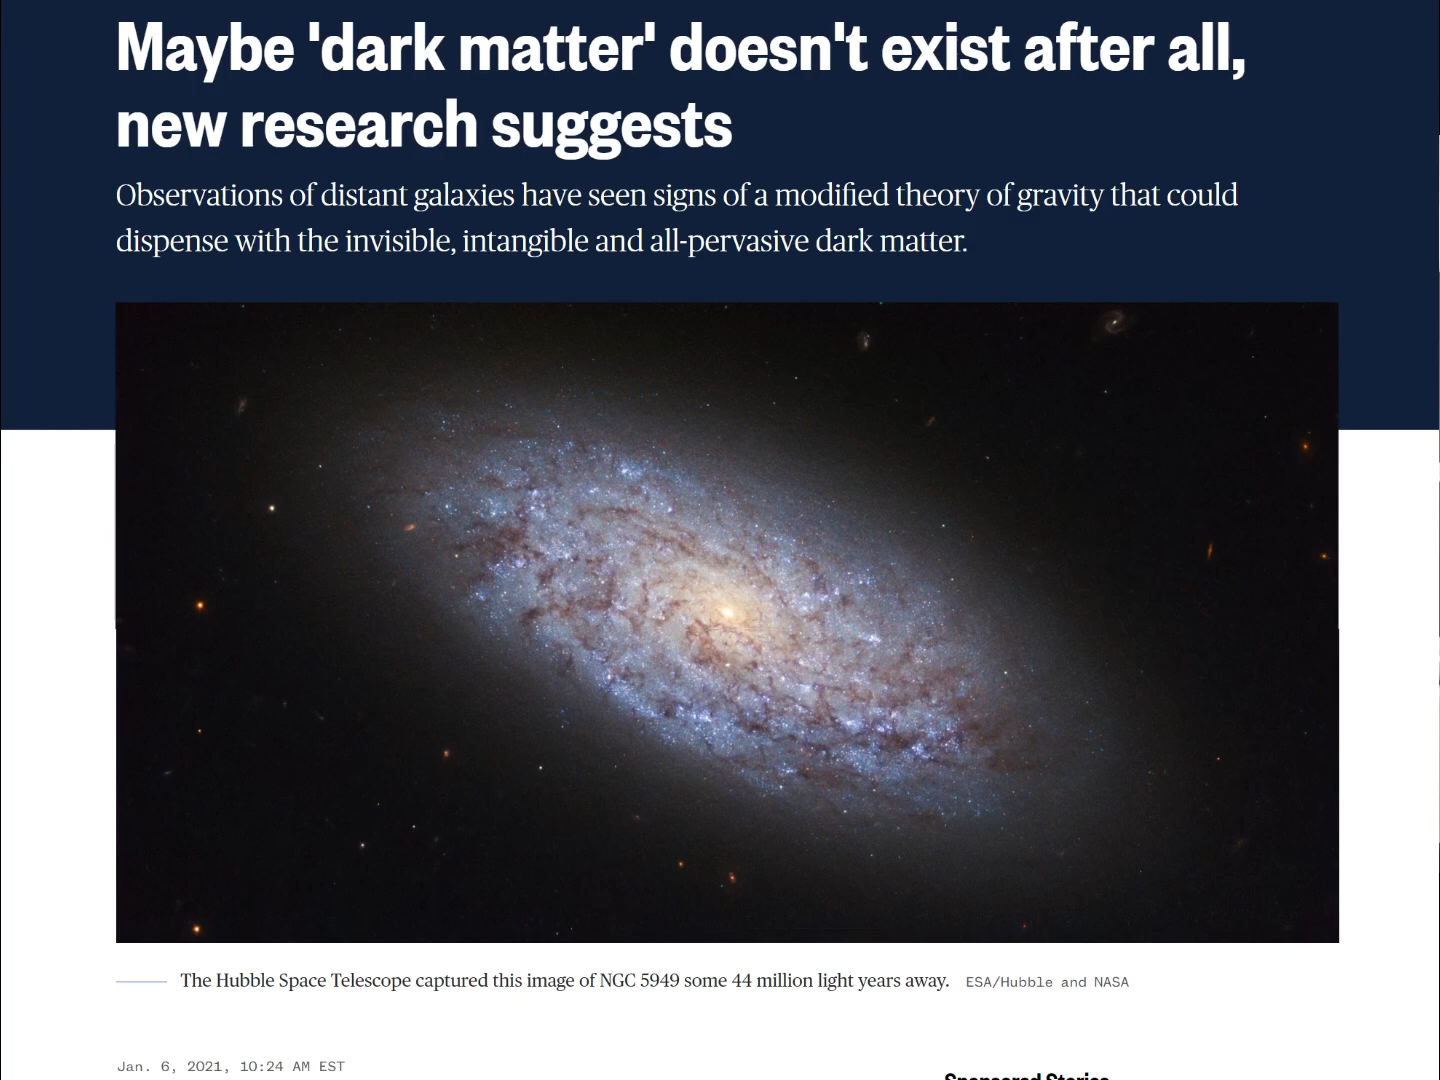 Maybe 'dark matter' doesn't exist after all,
new research suggests
Observations of distant galaxies have seen signs of a modified theory of gravity that could
dispense with the invisible, intangible and all-pervasive dark matter.
The Hubble Space Telescope captured this image of NGC 5949 some 44 million light years away. ESA/Hubble and NASA
Jan. 6, 2021, 10:24 AM EST
Sponsored Stories